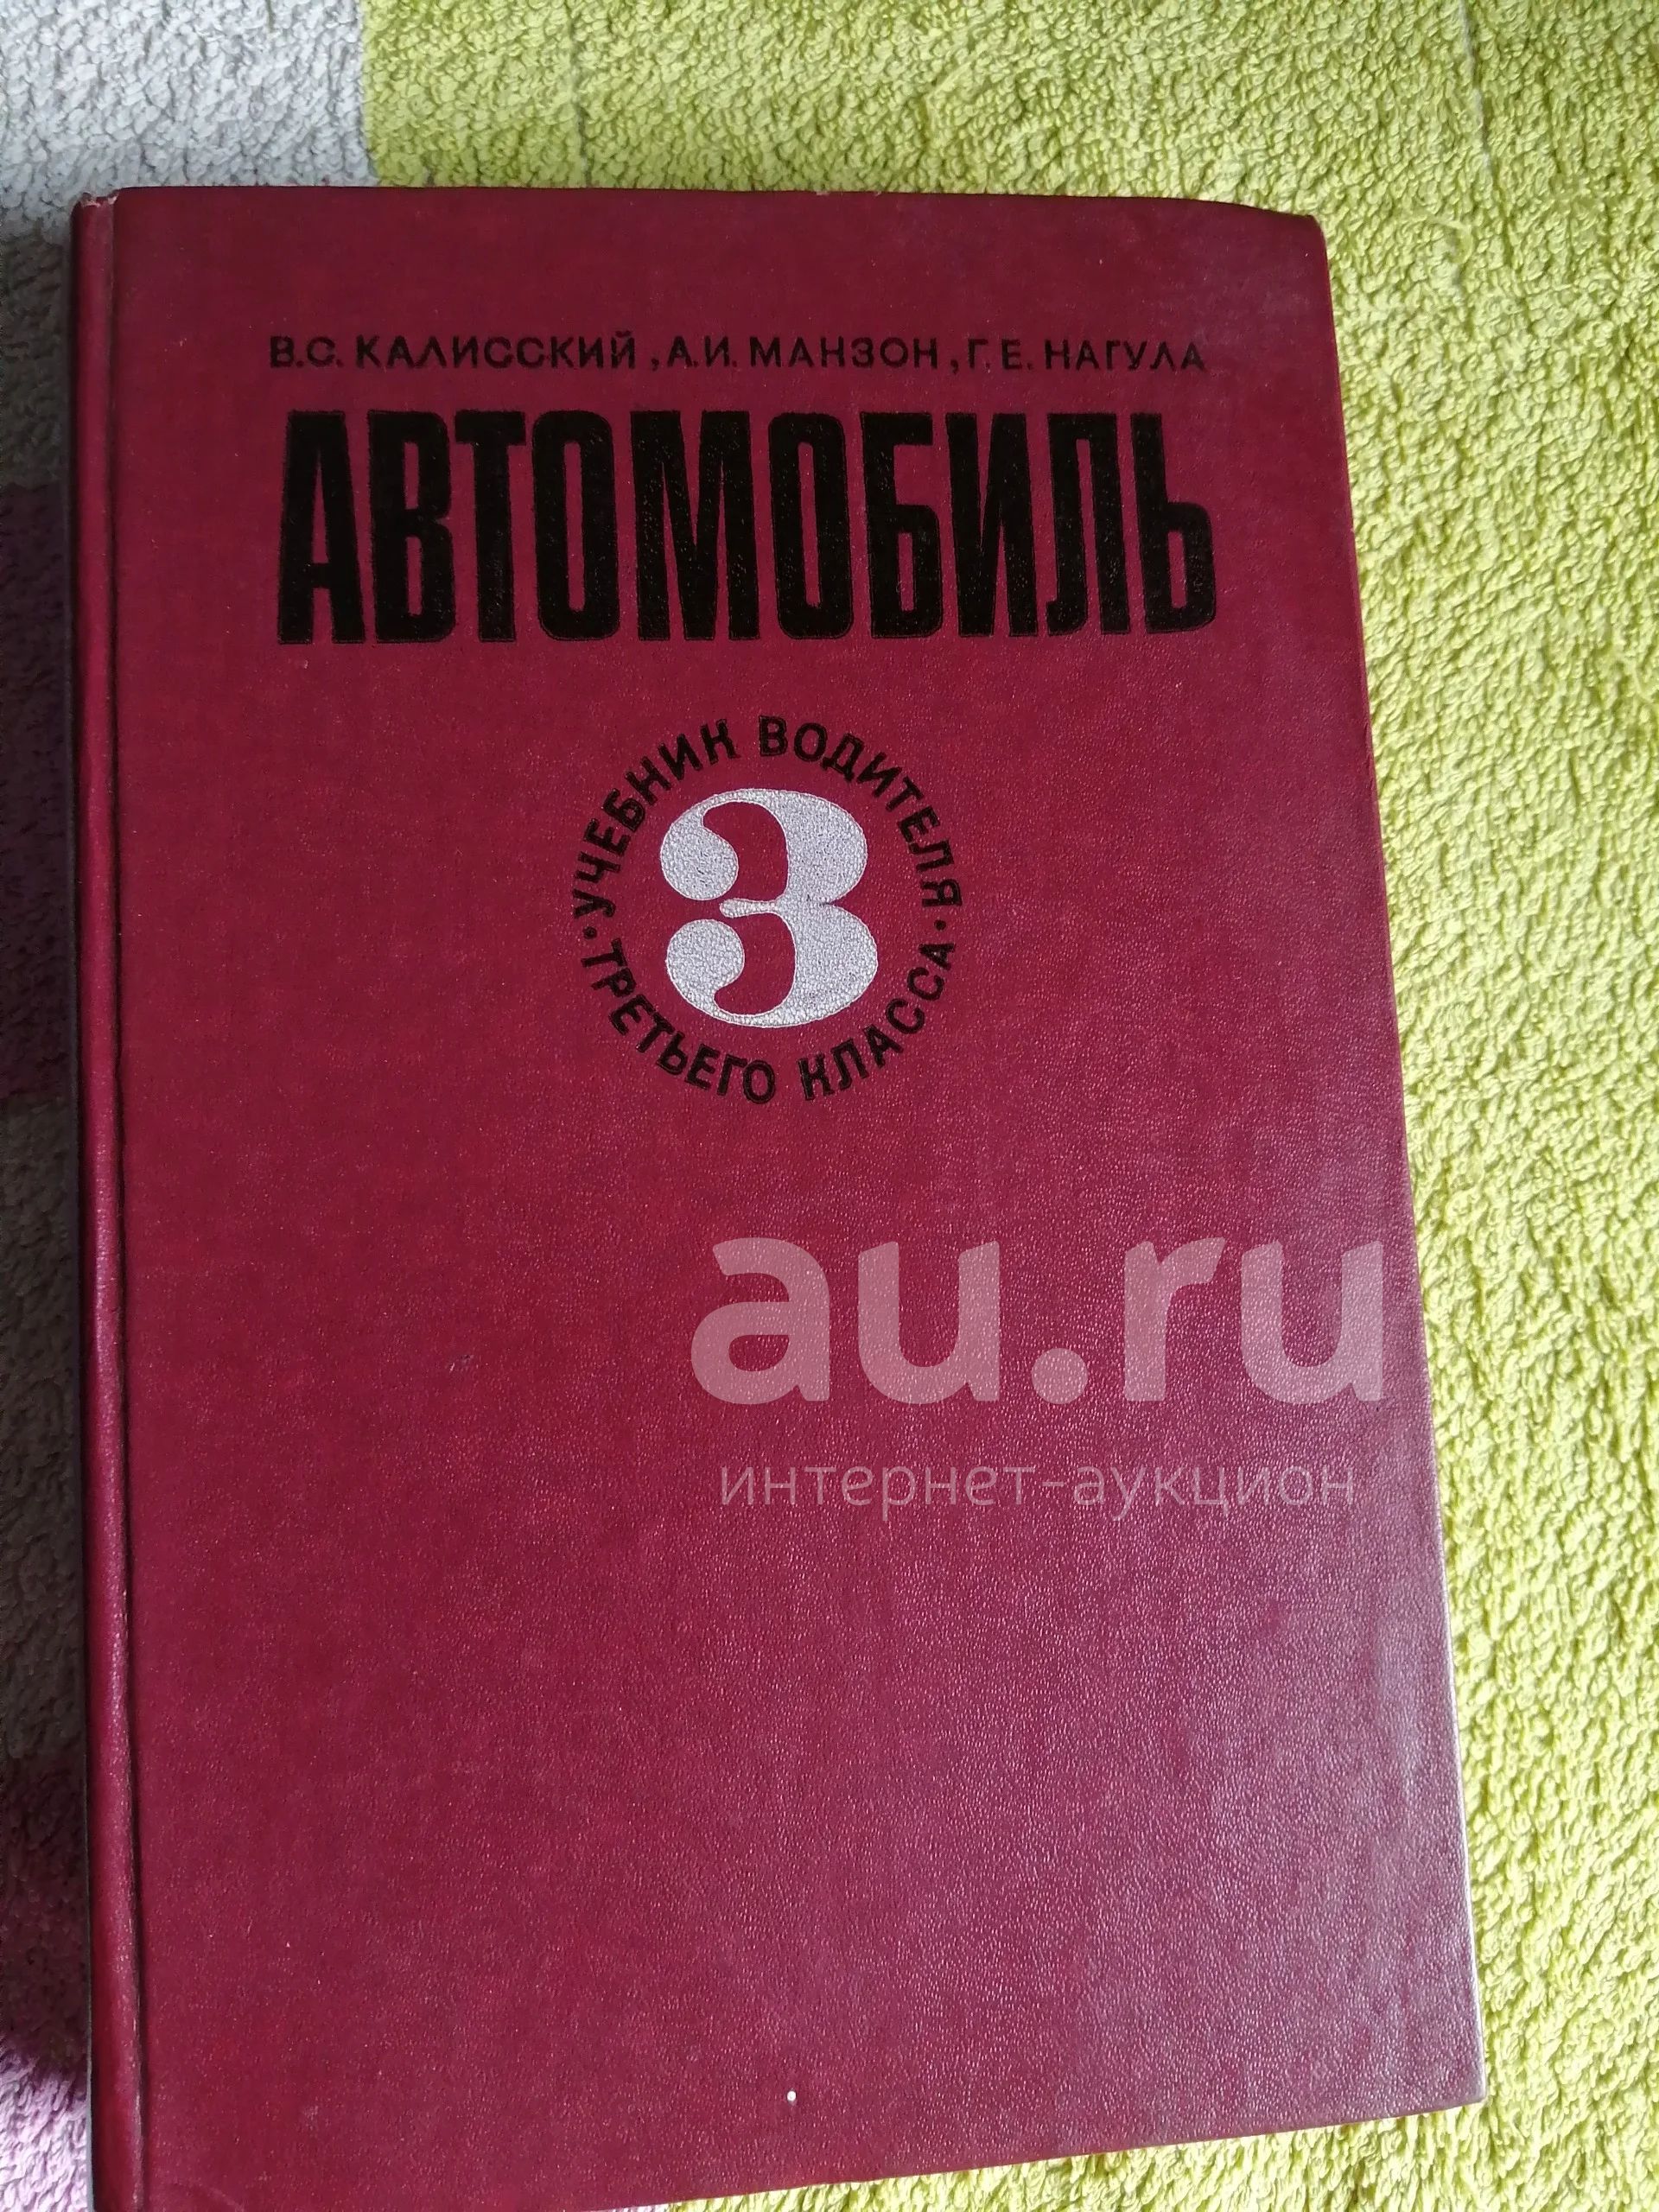 В.С. КАЛИССКИЙ, А.И. МАНЗОН, Г.Е. НАГУЛА
АВТОМОБИЛЬ
УЧЕБНИК ВОДИТЕЛЯ
3
· ТРЕТЬЕГО КЛАССА ·
au.ru
интернет-аукцион